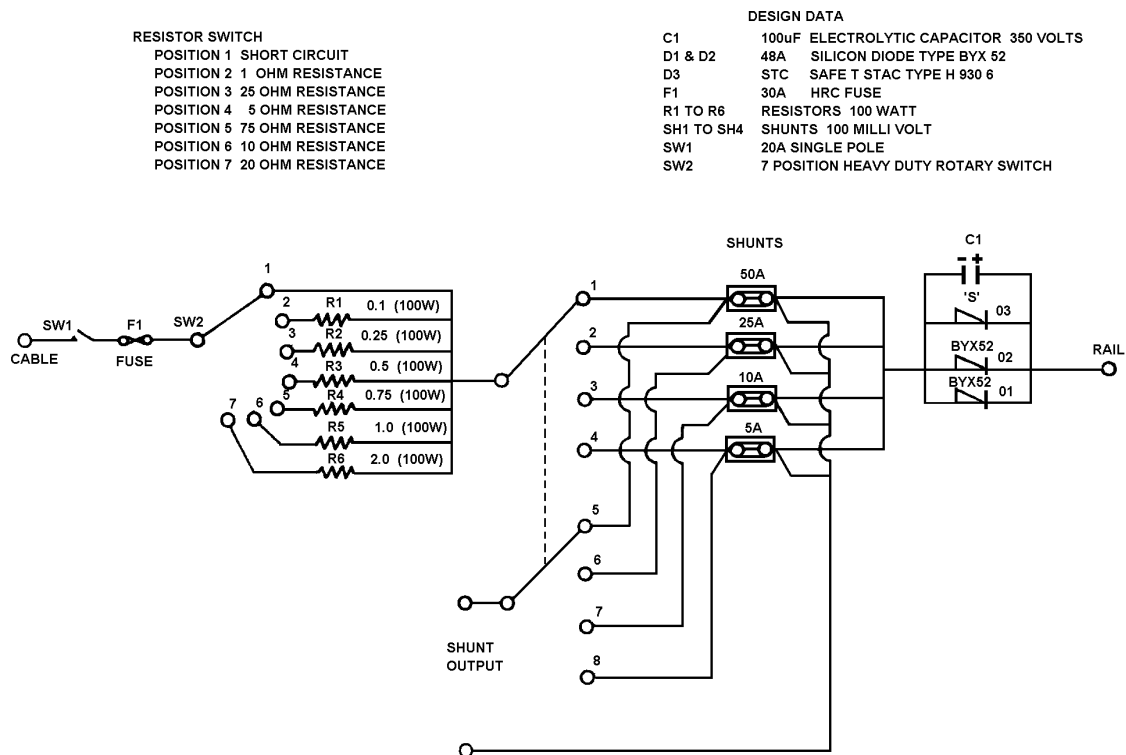 RESISTOR SWITCH
POSITION 1 SHORT CIRCUIT
POSITION 2 1 OHM RESISTANCE
POSITION 3 25 OHM RESISTANCE
POSITION 4 5 OHM RESISTANCE
POSITION 5 75 OHM RESISTANCE
POSITION 6 10 OHM RESISTANCE
POSITION 7 20 OHM RESISTANCE
DESIGN DATA
C1 100uF ELECTROLYTIC CAPACITOR 350 VOLTS
D1 & D2 48A SILICON DIODE TYPE BYX 52
D3 STC SAFE T STAC TYPE H 930 6
F1 30A HRC FUSE
R1 TO R6 RESISTORS 100 WATT
SH1 TO SH4 SHUNTS 100 MILLI VOLT
SW1 20A SINGLE POLE
SW2 7 POSITION HEAVY DUTY ROTARY SWITCH
CABLE
SW1
F1
FUSE
SW2
1
2 R1 0.1 (100W)
3 R2 0.25 (100W)
4 R3 0.5 (100W)
5 R4 0.75 (100W)
6 R5 1.0 (100W)
7 R6 2.0 (100W)
SHUNTS
1 50A
2 25A
3 10A
4 5A
5
6
7
8
SHUNT
OUTPUT
C1
- +
'S'
03
BYX52 02
BYX52 01
RAIL